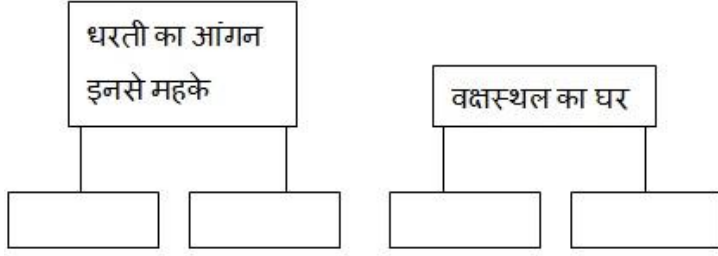 धरती का आंगन
इनसे महके
वक्षस्थल का घर